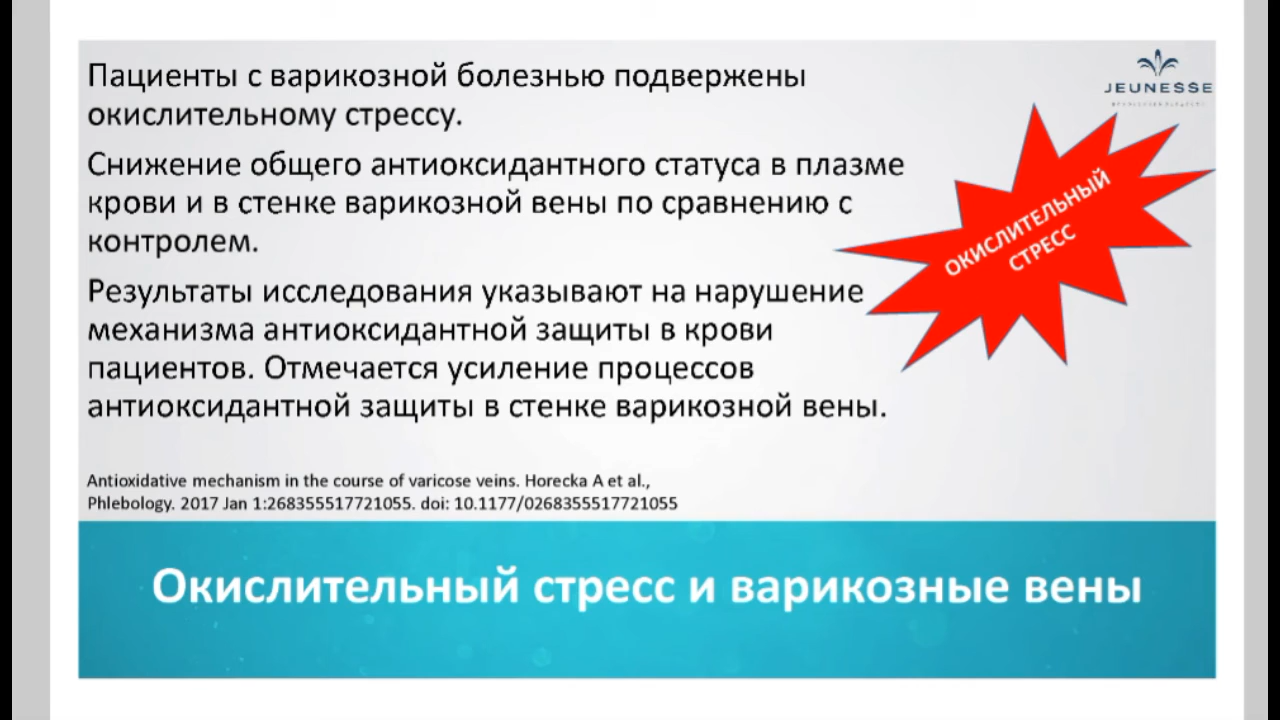 Пациенты с варикозной болезнью подвержены
окислительному стрессу.
Снижение общего антиоксидантного статуса в плазме
крови и в стенке варикозной вены по сравнению с
контролем.
Результаты исследования указывают на нарушение
механизма антиоксидантной защиты в крови
пациентов. Отмечается усиление процессов
антиоксидантной защиты в стенке варикозной вены.
JEUNESSE
ОКИСЛИТЕЛЬНЫЙ
СТРЕСС
Antioxidative mechanism in the course of varicose veins. Horecka A et al.,
Phlebology. 2017 Jan 1:268355517721055. doi: 10.1177/0268355517721055
Окислительный стресс и варикозные вены